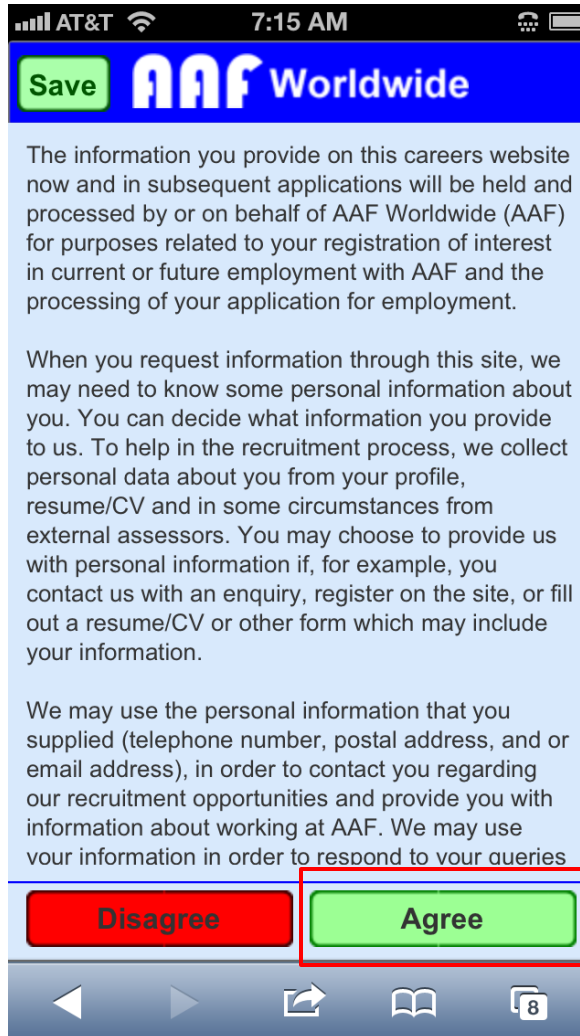 AT&T 7:15 AM
Save AAF Worldwide
The information you provide on this careers website
now and in subsequent applications will be held and
processed by or on behalf of AAF Worldwide (AAF)
for purposes related to your registration of interest
in current or future employment with AAF and the
processing of your application for employment.
When you request information through this site, we
may need to know some personal information about
you. You can decide what information you provide
to us. To help in the recruitment process, we collect
personal data about you from your profile,
resume/CV and in some circumstances from
external assessors. You may choose to provide us
with personal information if, for example, you
contact us with an enquiry, register on the site, or fill
out a resume/CV or other form which may include
your information.
We may use the personal information that you
supplied (telephone number, postal address, and or
email address), in order to contact you regarding
our recruitment opportunities and provide you with
information about working at AAF. We may use
your information in order to respond to your queries
Disagree Agree
8